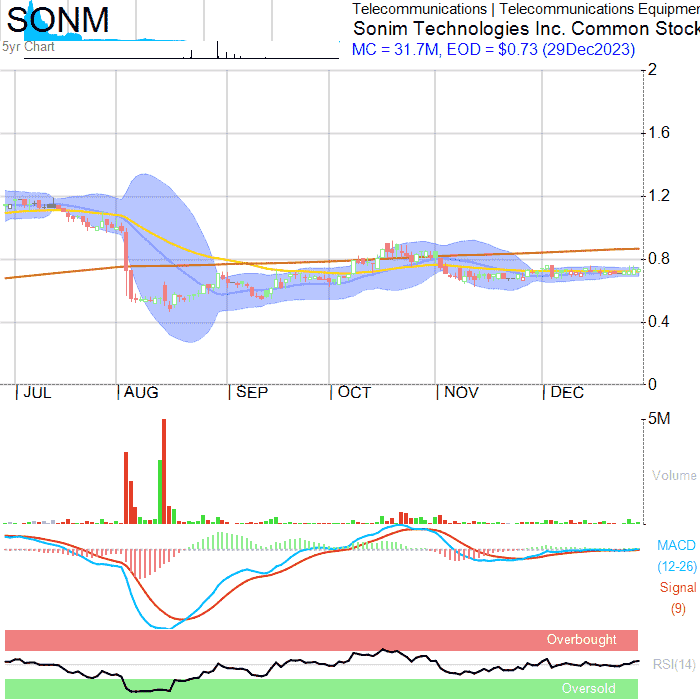 SONM
Telecommunications | Telecommunications Equipmen
Sonim Technologies Inc. Common Stock
5yr Chart
MC = 31.7M, EOD = $0.73 (29Dec2023)
2
1.6
1.2
0.8
0.4
0
| JUL | AUG | SEP | OCT | NOV | DEC
5M
Volume
MACD
(12-26)
Signal
(9)
Overbought
RSI(14)
Oversold